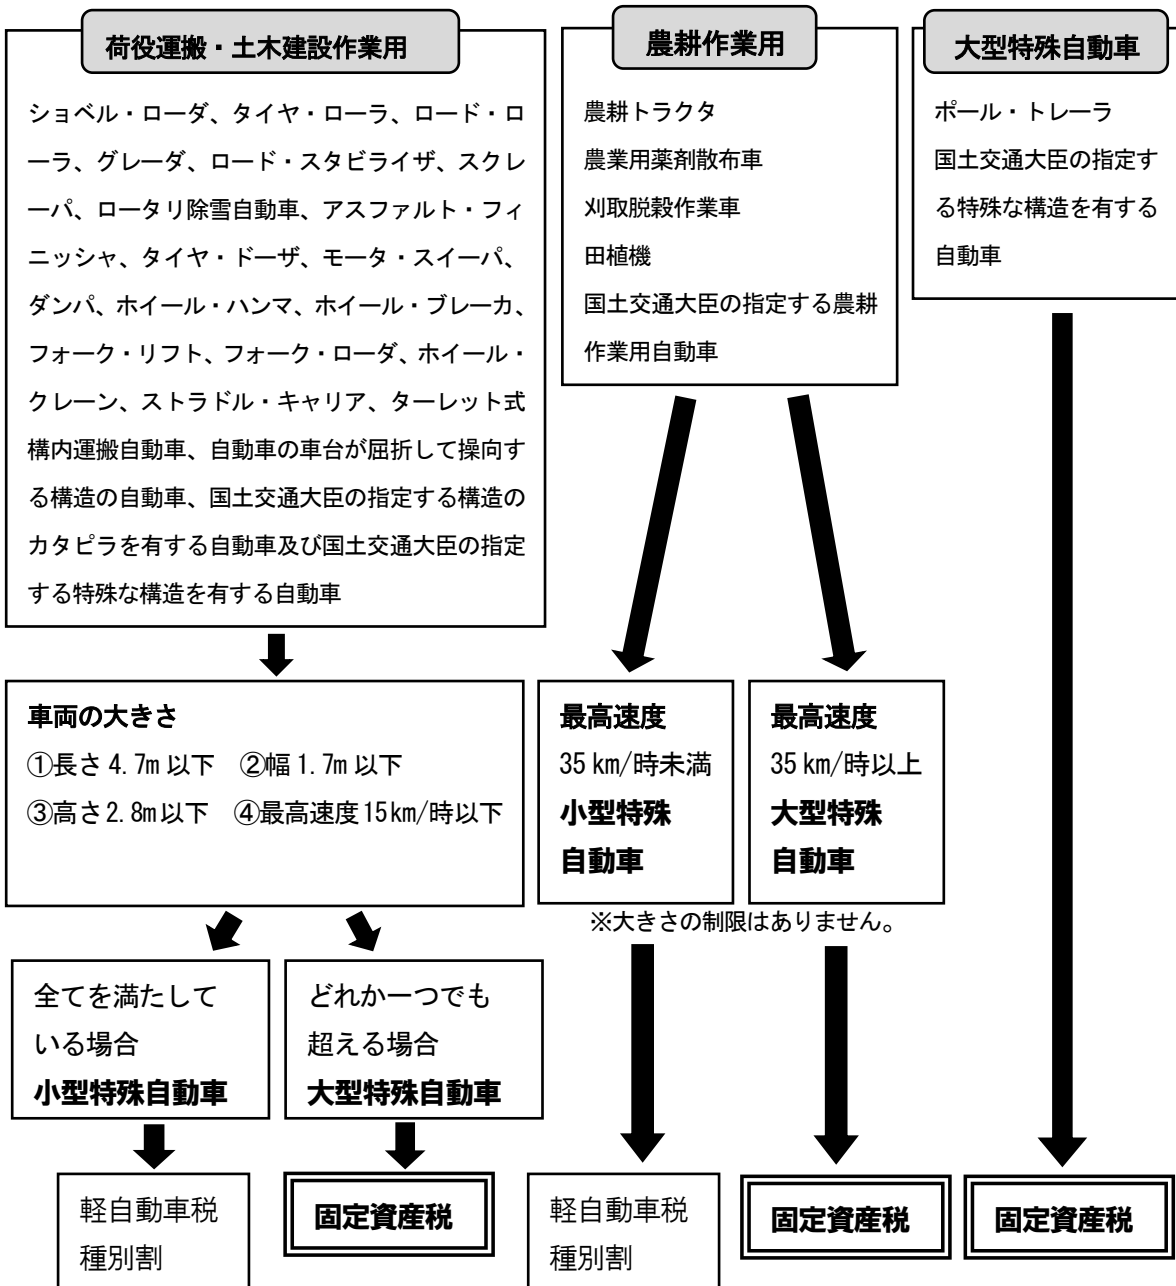 荷役運搬・土木建設作業用
ショベル・ローダ、タイヤ・ローラ、ロード・ロ
ーラ、グレーダ、ロード・スタビライザ、スクレ
ーパ、ロータリ除雪自動車、アスファルト・フィ
ニッシャ、タイヤ・ドーザ、モータ・スイーパ、
ダンパ、ホイール・ハンマ、ホイール・ブレーカ、
フォーク・リフト、フォーク・ローダ、ホイール・
クレーン、ストラドル・キャリア、ターレット式
構内運搬自動車、自動車の車台が屈折して操向す
る構造の自動車、国土交通大臣の指定する構造の
カタピラを有する自動車及び国土交通大臣の指定
する特殊な構造を有する自動車
農耕作業用
農耕トラクタ
農業用薬剤散布車
刈取脱穀作業車
田植機
国土交通大臣の指定する農耕
作業用自動車
大型特殊自動車
ポール・トレーラ
国土交通大臣の指定す
る特殊な構造を有する
自動車
車両の大きさ
①長さ4.7m以下 ②幅1.7m以下
③高さ2.8m以下 ④最高速度15km/時以下
最高速度
35km/時未満
小型特殊
自動車
最高速度
35km/時以上
大型特殊
自動車
※大きさの制限はありません。
全てを満たして
いる場合
小型特殊自動車
どれか一つでも
超える場合
大型特殊自動車
軽自動車税
種別割
固定資産税
軽自動車税
種別割
固定資産税
固定資産税